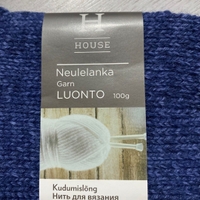 H
HOUSE
Neulelanka
Garn
LUONTO 100g
Kudumislõng
Нить для вязания